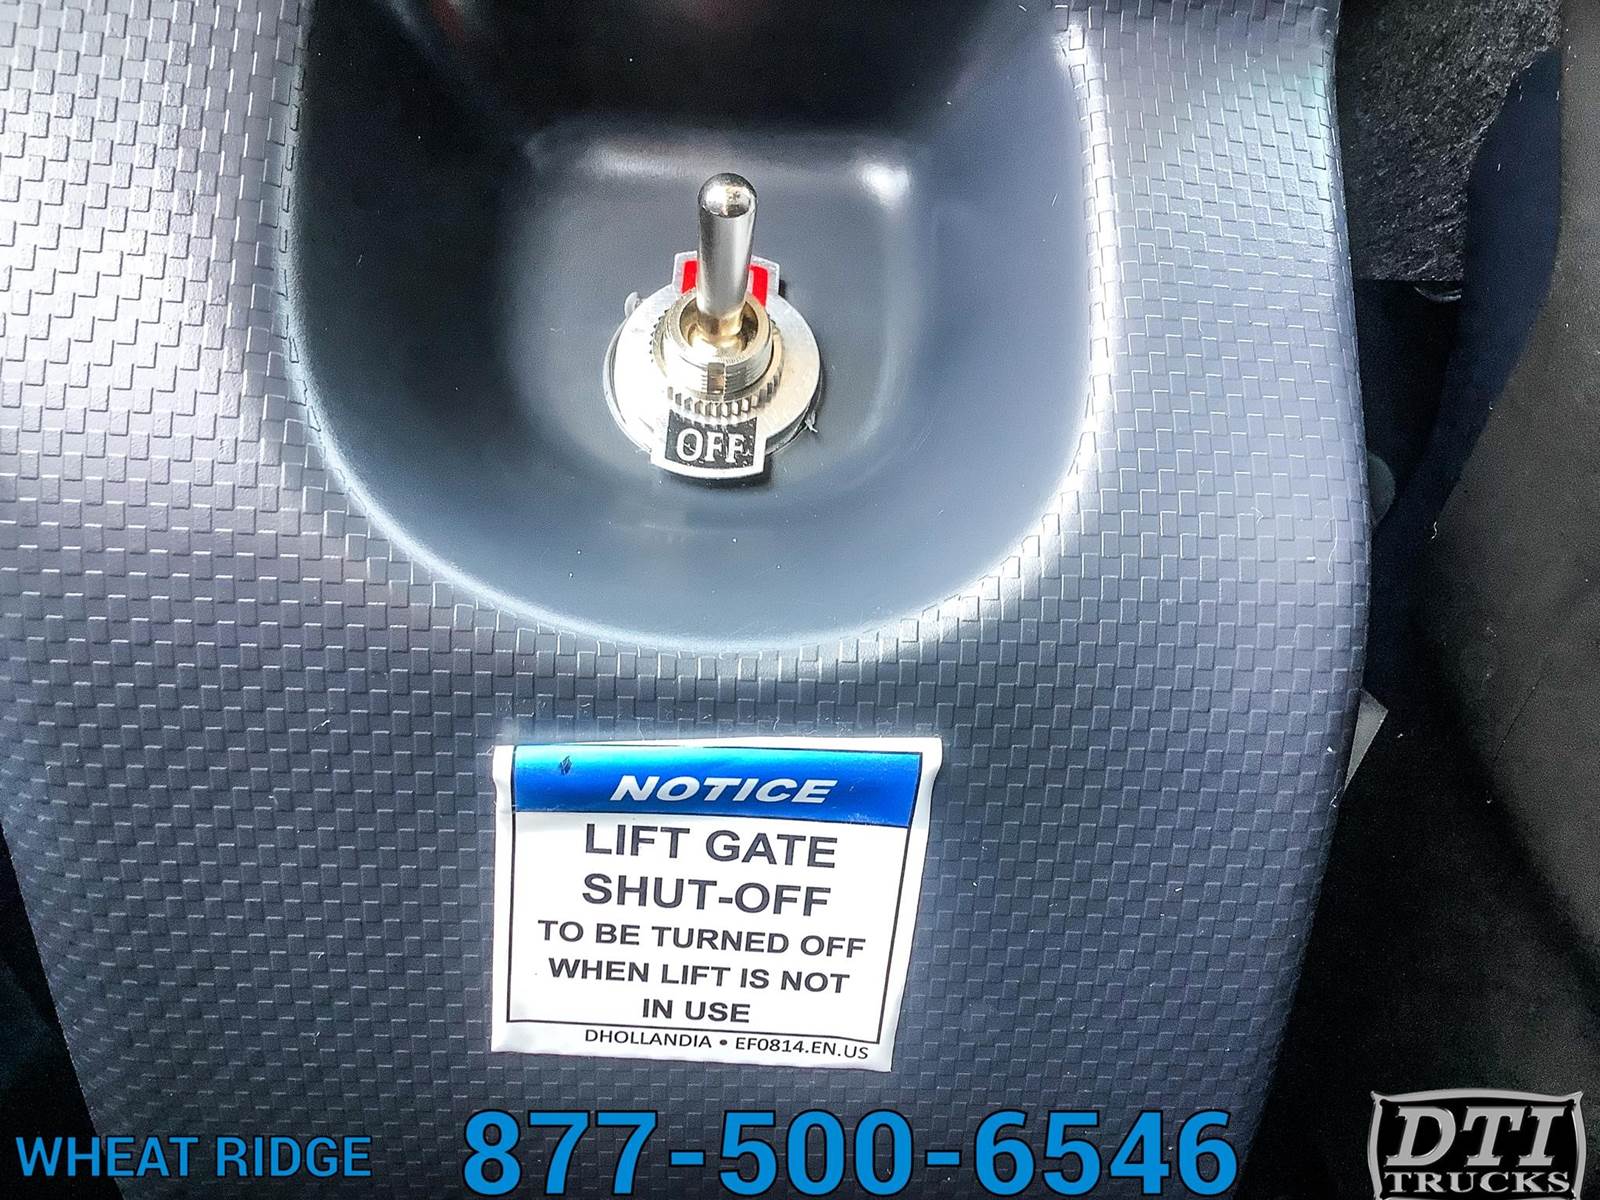 OFF
NOTICE
LIFT GATE
SHUT-OFF
TO BE TURNED OFF
WHEN LIFT IS NOT
IN USE
DHOLLANDIA • EF0814.EN.US
WHEAT RIDGE 877-500-6546
DTI
TRUCKS